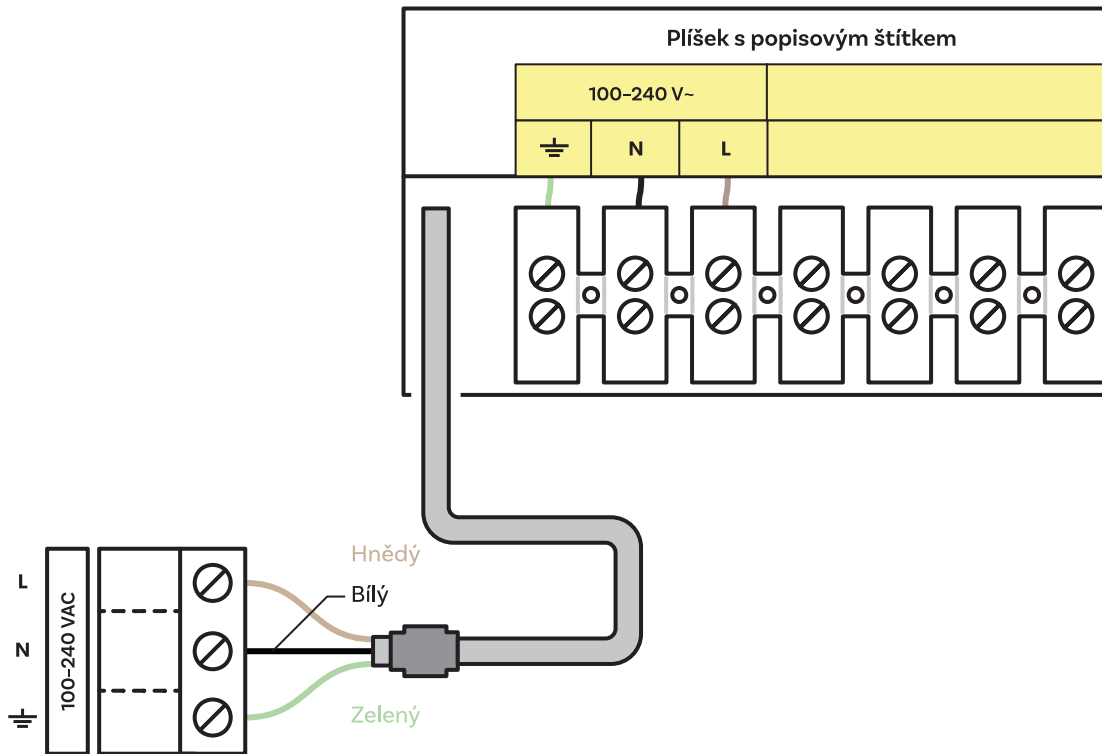 Plíšek s popisovým štítkem
100–240 V~
N
L
Hnědý
L
Bílý
100–240 VAC
N
Zelený